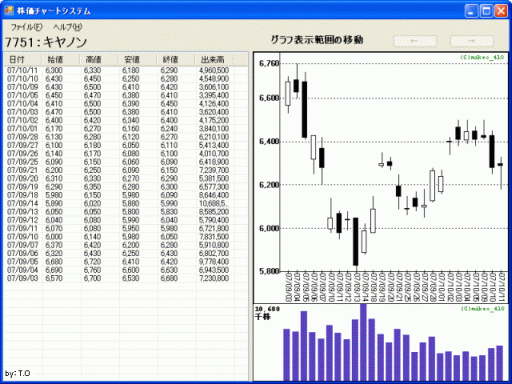 株価チャートシステム
ファイル(F) ヘルプ(H)
7751：キヤノン
グラフ表示範囲の移動
← →
日付 始値 高値 安値 終値 出来高
07/10/11 6,300 6,330 6,180 6,290 4,960,500
07/10/10 6,430 6,450 6,250 6,280 4,548,900
07/10/09 6,430 6,500 6,410 6,420 3,606,100
07/10/05 6,450 6,470 6,380 6,410 3,395,400
07/10/04 6,410 6,500 6,390 6,450 4,126,400
07/10/03 6,470 6,500 6,380 6,410 3,620,400
07/10/02 6,400 6,420 6,340 6,400 4,175,200
07/10/01 6,170 6,270 6,160 6,240 3,840,100
07/09/28 6,130 6,280 6,120 6,270 6,210,100
07/09/27 6,100 6,180 6,050 6,110 5,413,400
07/09/26 6,140 6,170 6,080 6,100 4,010,700
07/09/25 6,090 6,150 6,060 6,090 6,418,900
07/09/21 6,200 6,250 6,090 6,150 7,239,700
07/09/20 6,310 6,330 6,270 6,290 5,381,500
07/09/19 6,290 6,350 6,280 6,300 6,577,300
07/09/18 5,980 6,150 5,980 6,090 8,646,400
07/09/14 5,890 6,020 5,880 5,990 10,688,5...
07/09/13 6,050 6,050 5,800 5,830 8,585,200
07/09/12 6,040 6,080 5,990 6,040 5,790,400
07/09/11 6,070 6,080 5,950 5,980 6,721,800
07/09/10 6,000 6,140 5,980 6,050 7,831,500
07/09/07 6,370 6,420 6,200 6,280 5,910,800
07/09/06 6,320 6,430 6,250 6,430 6,802,700
07/09/05 6,680 6,720 6,410 6,420 9,778,400
07/09/04 6,690 6,760 6,600 6,630 6,943,500
07/09/03 6,570 6,700 6,530 6,680 7,230,800
by: T.O
(C)mikeo_410
6,760
6,600
6,400
6,200
6,000
5,800
07/09/03 07/09/04 07/09/05 07/09/06 07/09/07 07/09/10 07/09/11 07/09/12 07/09/13 07/09/14 07/09/18 07/09/19 07/09/20 07/09/21 07/09/25 07/09/26 07/09/27 07/09/28 07/10/01 07/10/02 07/10/03 07/10/04 07/10/05 07/10/09 07/10/10 07/10/11
10,688
千株
(C)mikeo_410